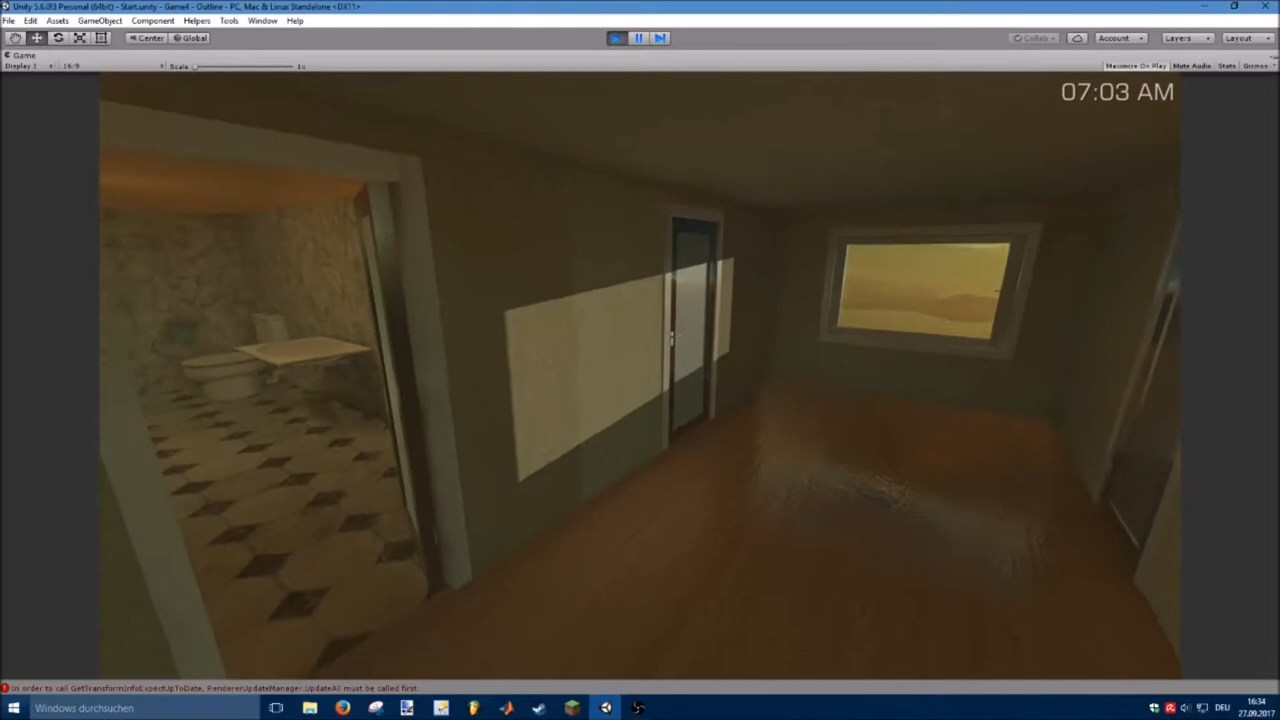 Unity 5.6.0f3 Personal (64bit) - Start.unity - Game4 - Outline - PC, Mac & Linux Standalone <DX11>
File Edit Assets GameObject Component Helpers Tools Window Help
Center Global Collab Account Layers Layout
Game
Display 1 16:9 Scale 1x Maximize On Play Mute Audio Stats Gizmos
07:03 AM
In order to call GetTransformInfoExpectUpToDate, RendererUpdateManager.UpdateAll must be called first.
Windows durchsuchen
DEU
16:34
27.09.2017